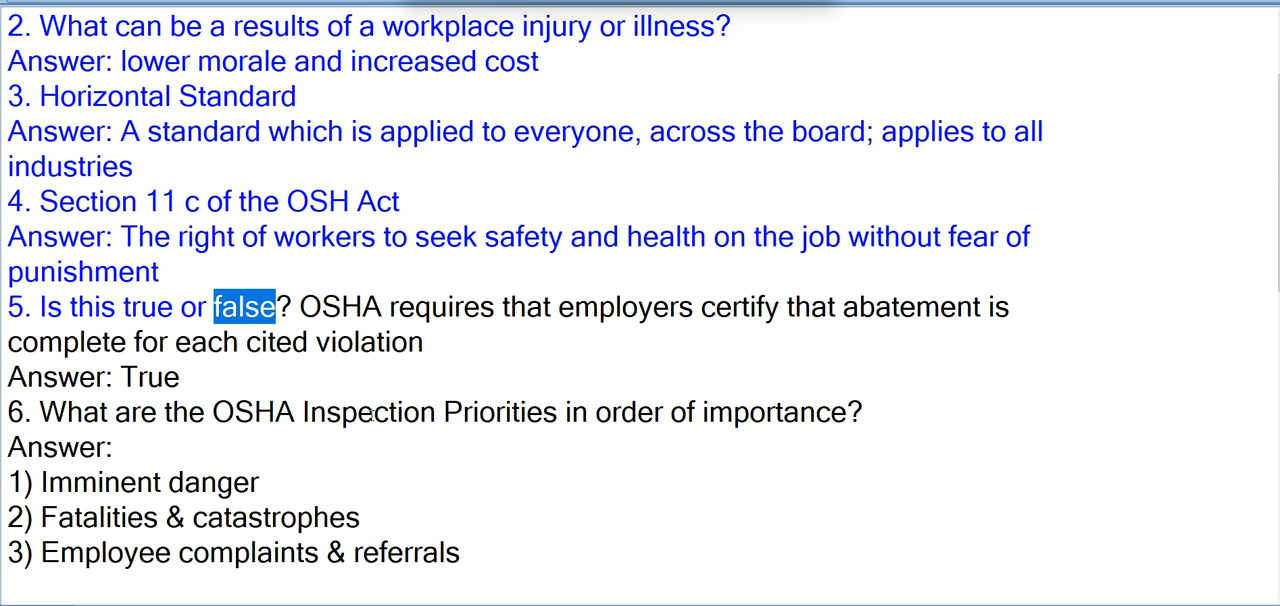 2. What can be a results of a workplace injury or illness?
Answer: lower morale and increased cost
3. Horizontal Standard
Answer: A standard which is applied to everyone, across the board; applies to all
industries
4. Section 11 c of the OSH Act
Answer: The right of workers to seek safety and health on the job without fear of
punishment
5. Is this true or false? OSHA requires that employers certify that abatement is
complete for each cited violation
Answer: True
6. What are the OSHA Inspection Priorities in order of importance?
Answer:
1) Imminent danger
2) Fatalities & catastrophes
3) Employee complaints & referrals